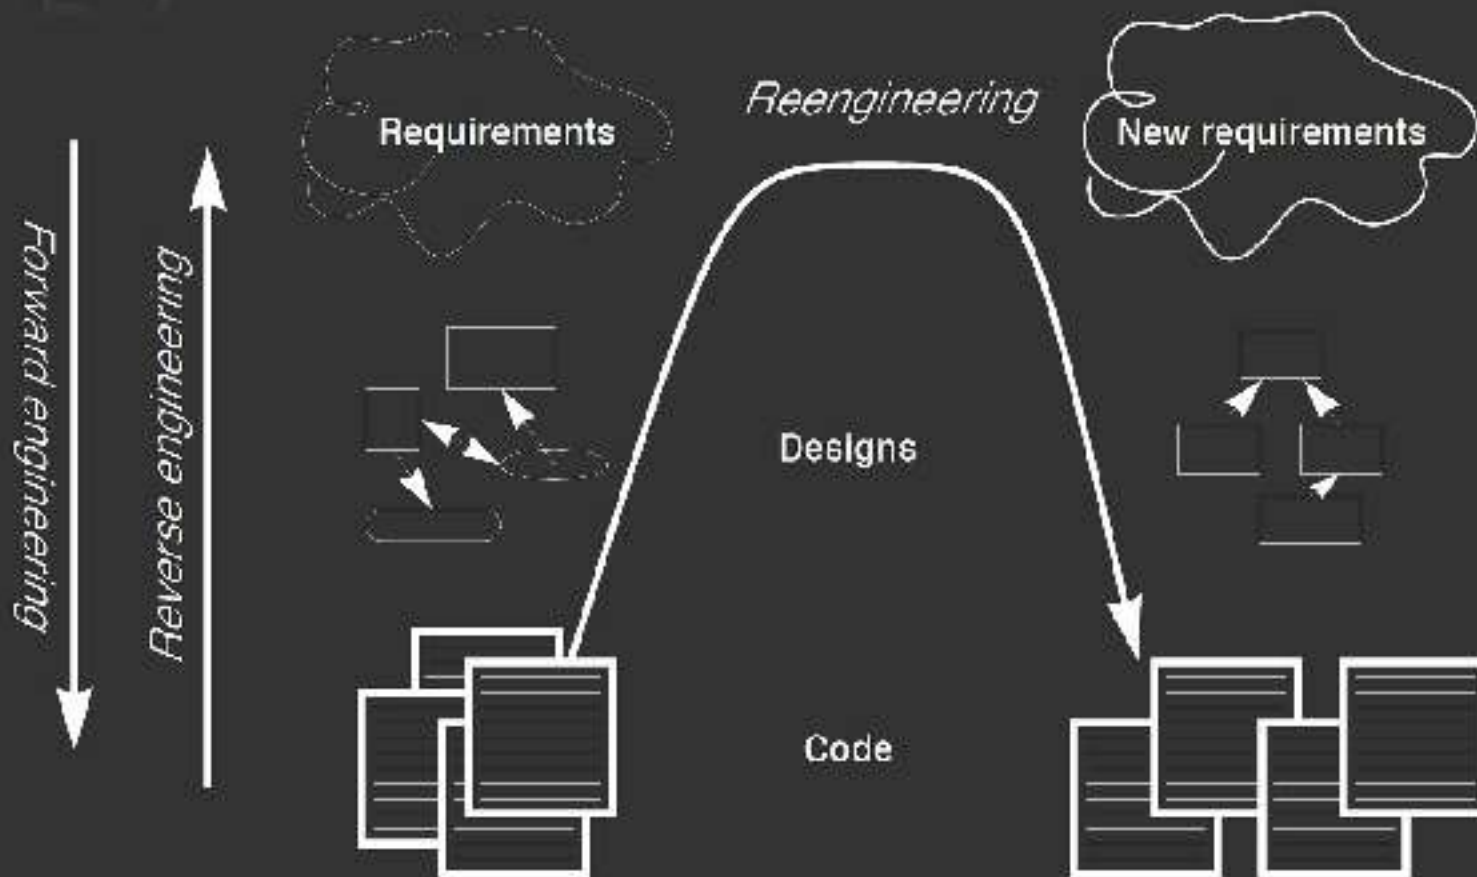 Reengineering
Requirements
New requirements
Forward engineering
Reverse engineering
Designs
Code